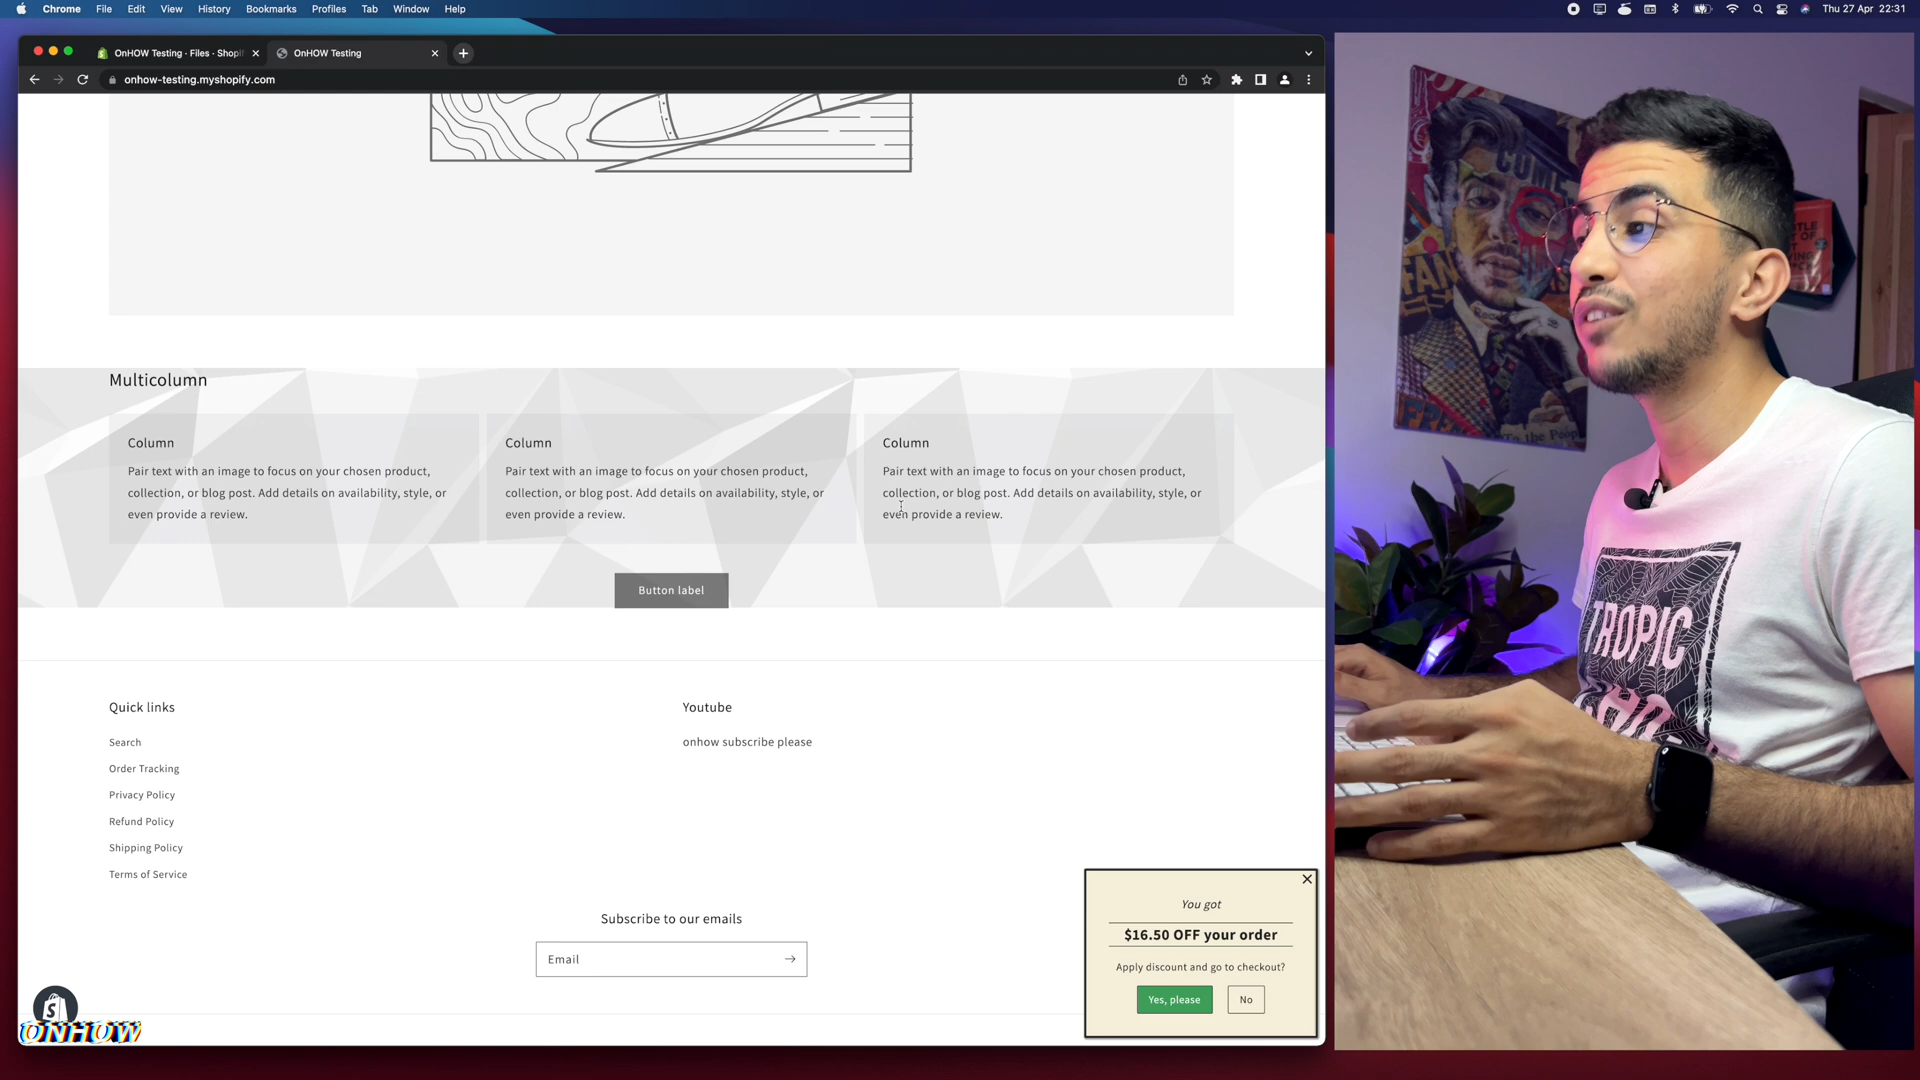 Chrome File Edit View History Bookmarks Profiles Tab Window Help
Thu 27 Apr 22:31
OnHOW Testing · Files · Shopi
OnHOW Testing
onhow-testing.myshopify.com
Multicolumn
Column
Pair text with an image to focus on your chosen product,
collection, or blog post. Add details on availability, style, or
even provide a review.
Column
Pair text with an image to focus on your chosen product,
collection, or blog post. Add details on availability, style, or
even provide a review.
Column
Pair text with an image to focus on your chosen product,
collection, or blog post. Add details on availability, style, or
even provide a review.
Button label
Quick links
Search
Order Tracking
Privacy Policy
Refund Policy
Shipping Policy
Terms of Service
Youtube
onhow subscribe please
Subscribe to our emails
Email
You got
$16.50 OFF your order
Apply discount and go to checkout?
Yes, please
No
ONHOW
COME
FAN
To the People
TROPIC